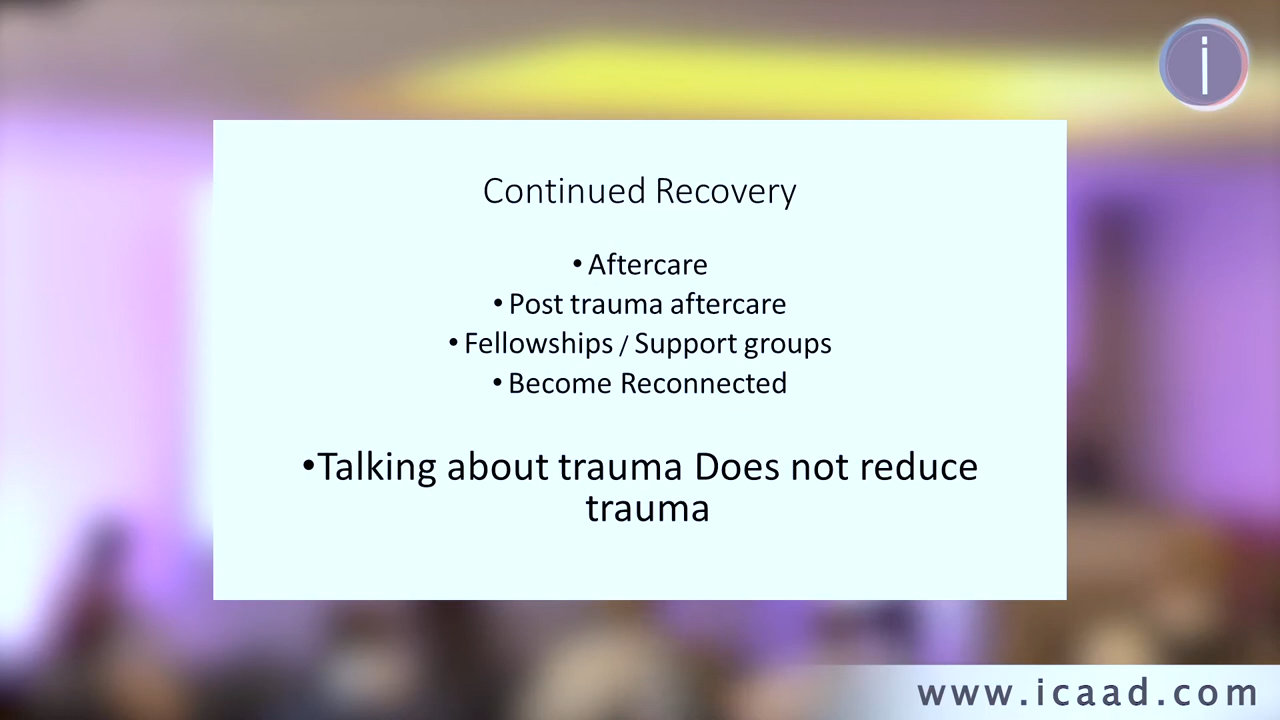 i
Continued Recovery
• Aftercare
• Post trauma aftercare
• Fellowships / Support groups
• Become Reconnected
•Talking about trauma Does not reduce
trauma
www.icaad.com